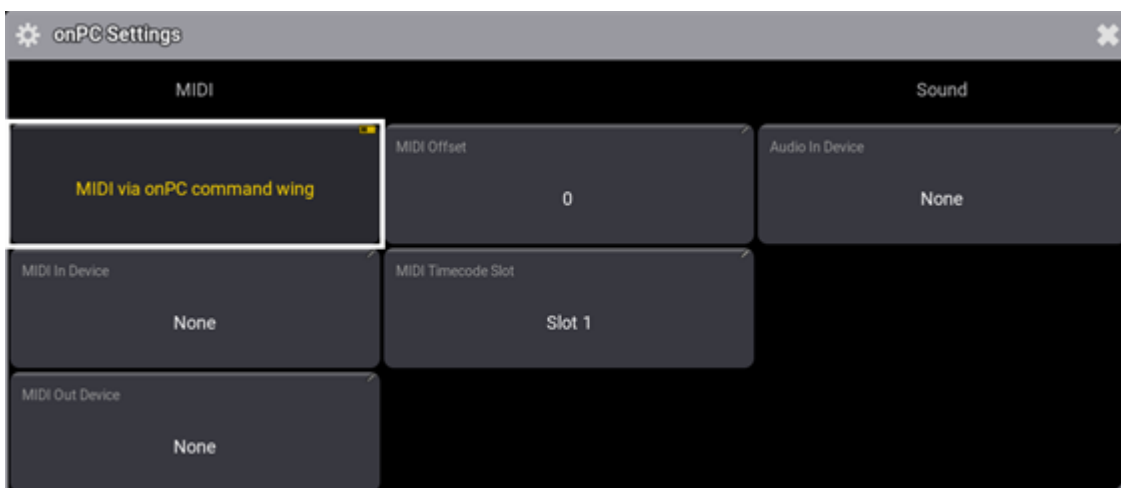 onPC Settings
MIDI
Sound
MIDI via onPC command wing
MIDI Offset
0
Audio In Device
None
MIDI In Device
None
MIDI Timecode Slot
Slot 1
MIDI Out Device
None